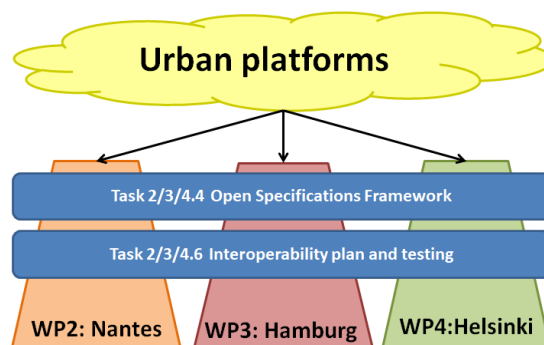 Urban platforms
Task 2/3/4.4 Open Specifications Framework
Task 2/3/4.6 Interoperability plan and testing
WP2: Nantes
WP3: Hamburg
WP4:Helsinki